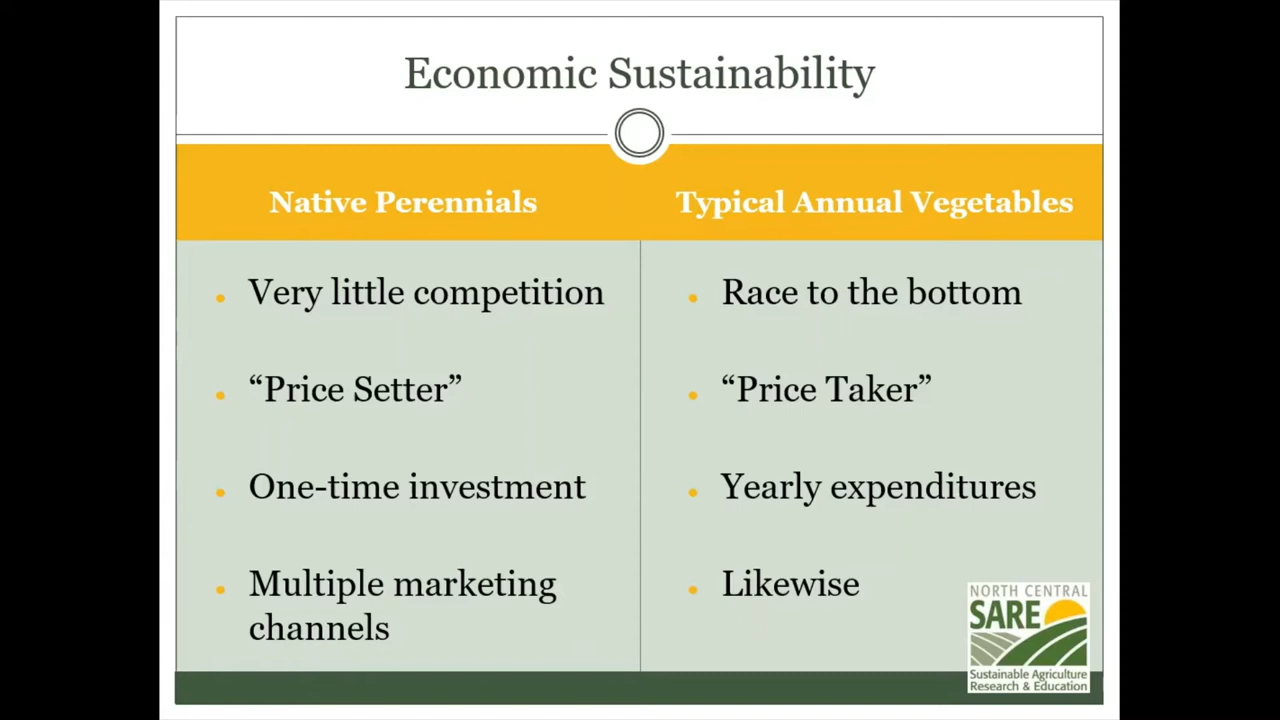 Economic Sustainability
Native Perennials
Typical Annual Vegetables
Very little competition
“Price Setter”
One-time investment
Multiple marketing
channels
Race to the bottom
“Price Taker”
Yearly expenditures
Likewise
NORTH CENTRAL
SARE
Sustainable Agriculture
Research & Education